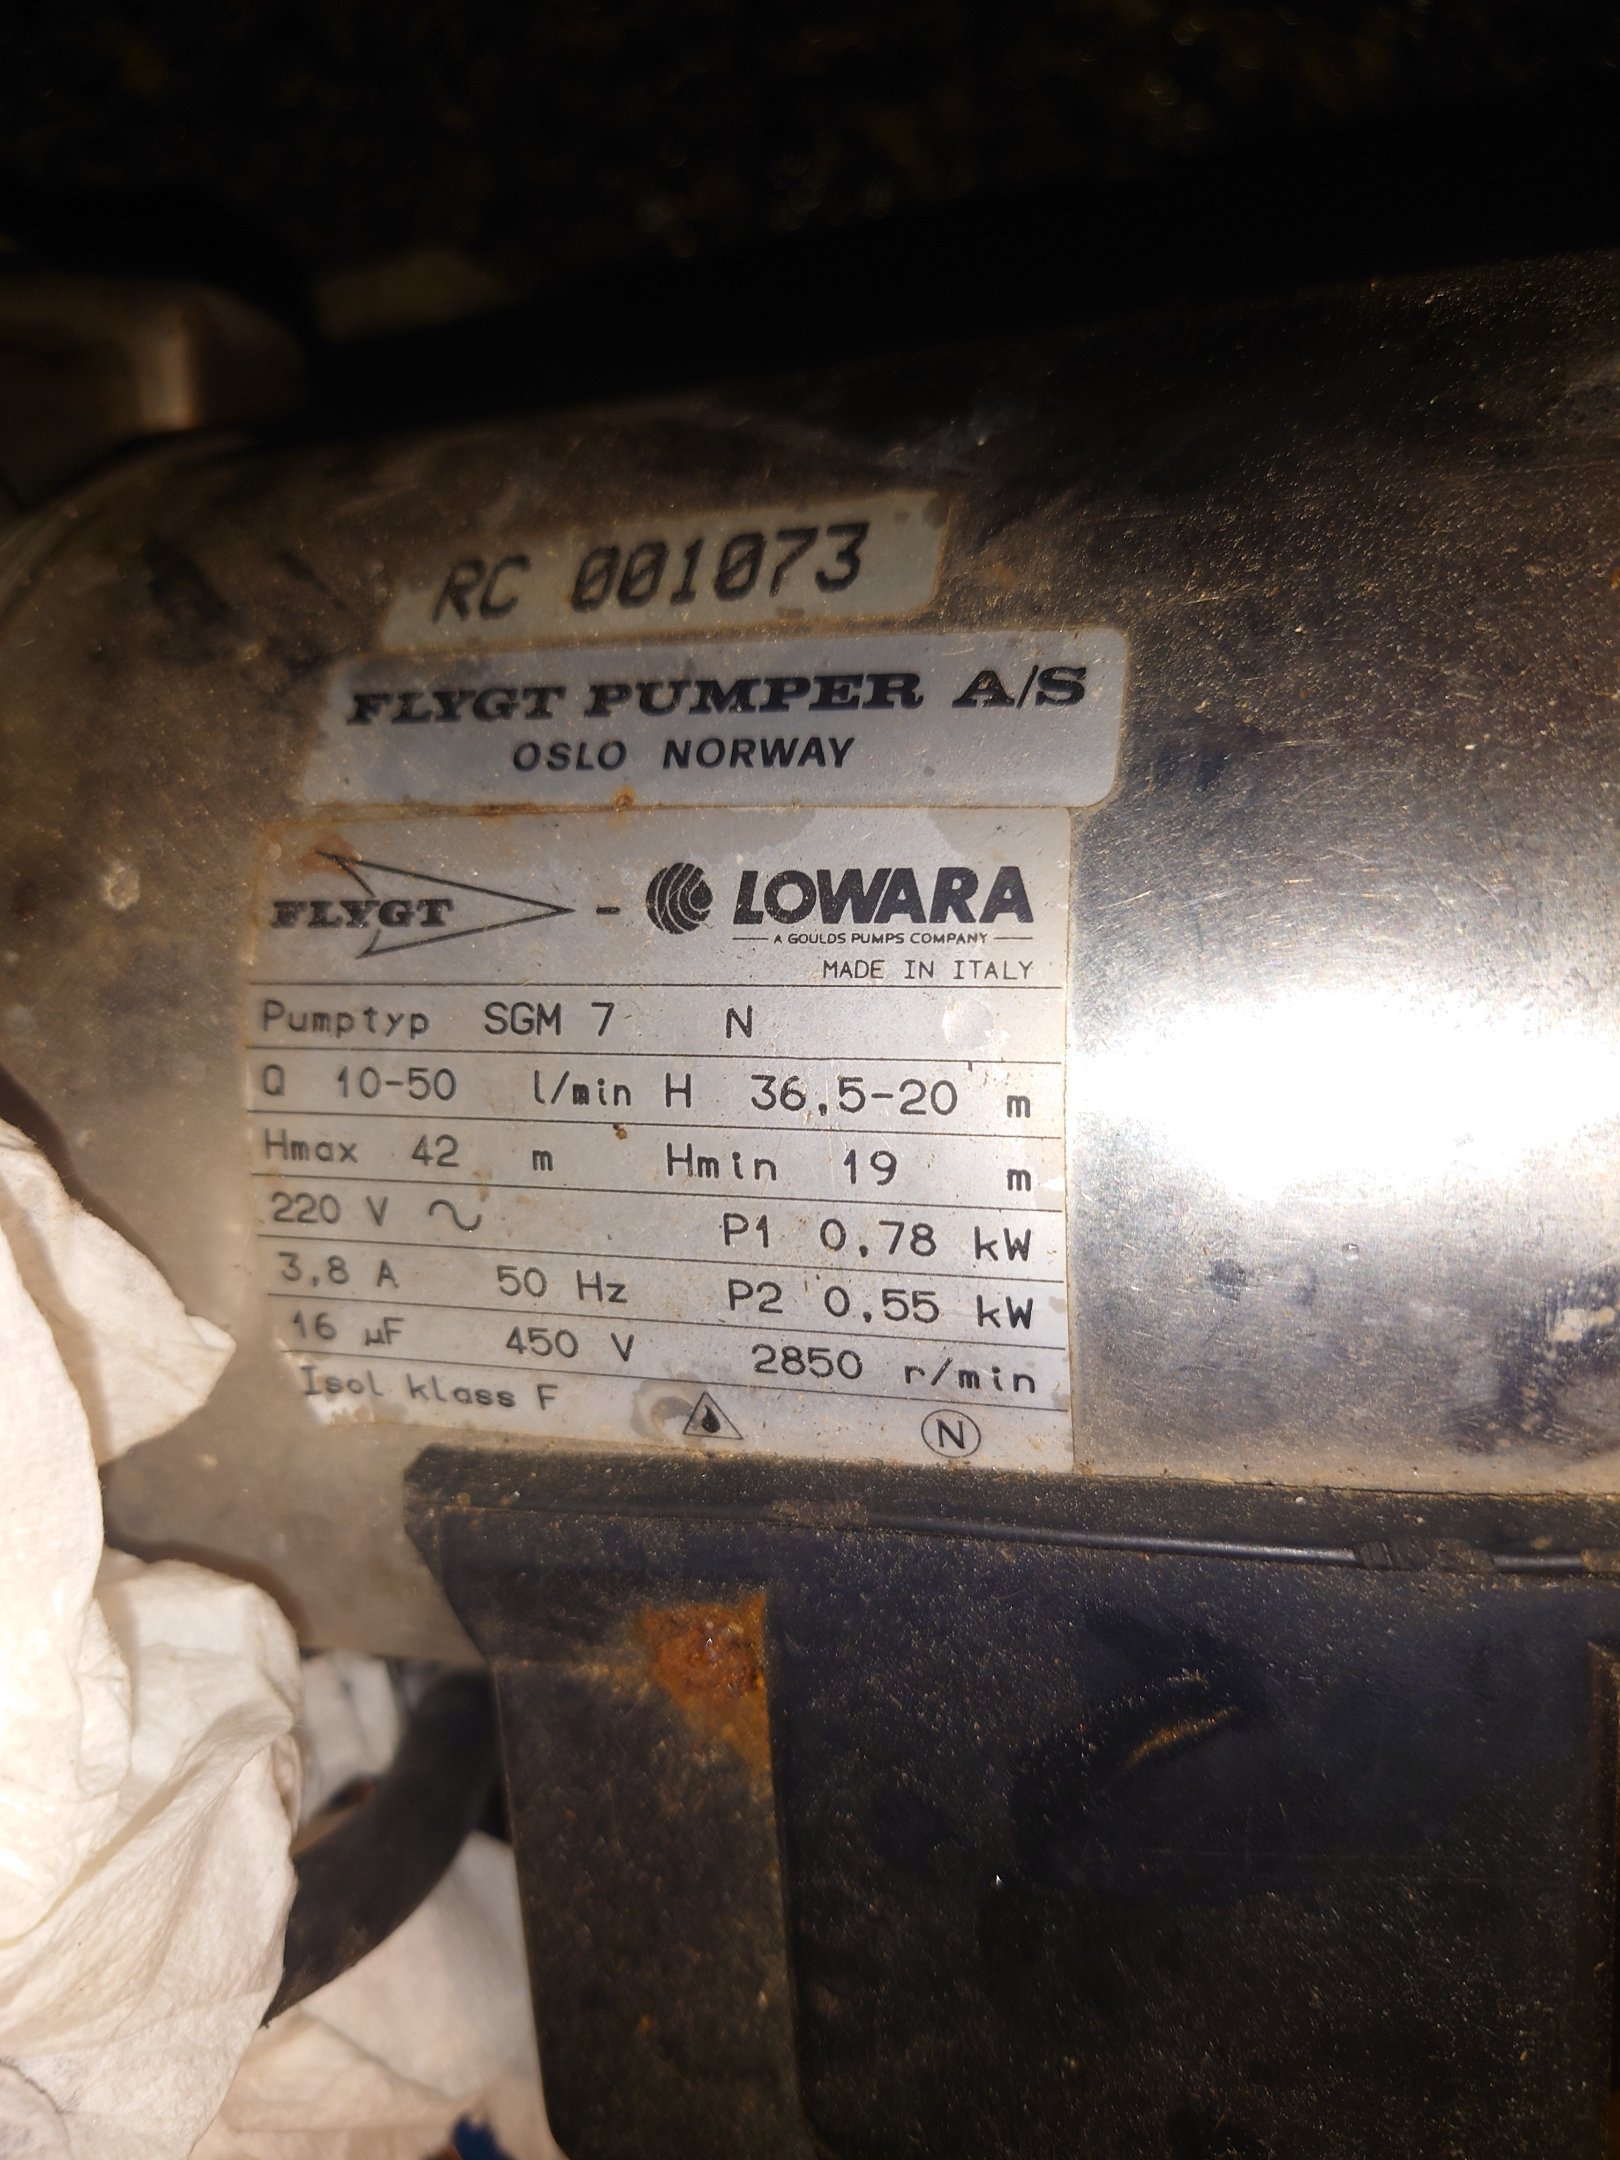 RC 001073
FLYGT PUMPER A/S
OSLO NORWAY
FLYGT - LOWARA
A GOULDS PUMPS COMPANY
MADE IN ITALY
Pumptyp SGM 7 N
Q 10-50 l/min H 36,5-20 m
Hmax 42 m Hmin 19 m
220 V ~ P1 0,78 kW
3,8 A 50 Hz P2 0,55 kW
16 µF 450 V 2850 r/min
Isol klass F N